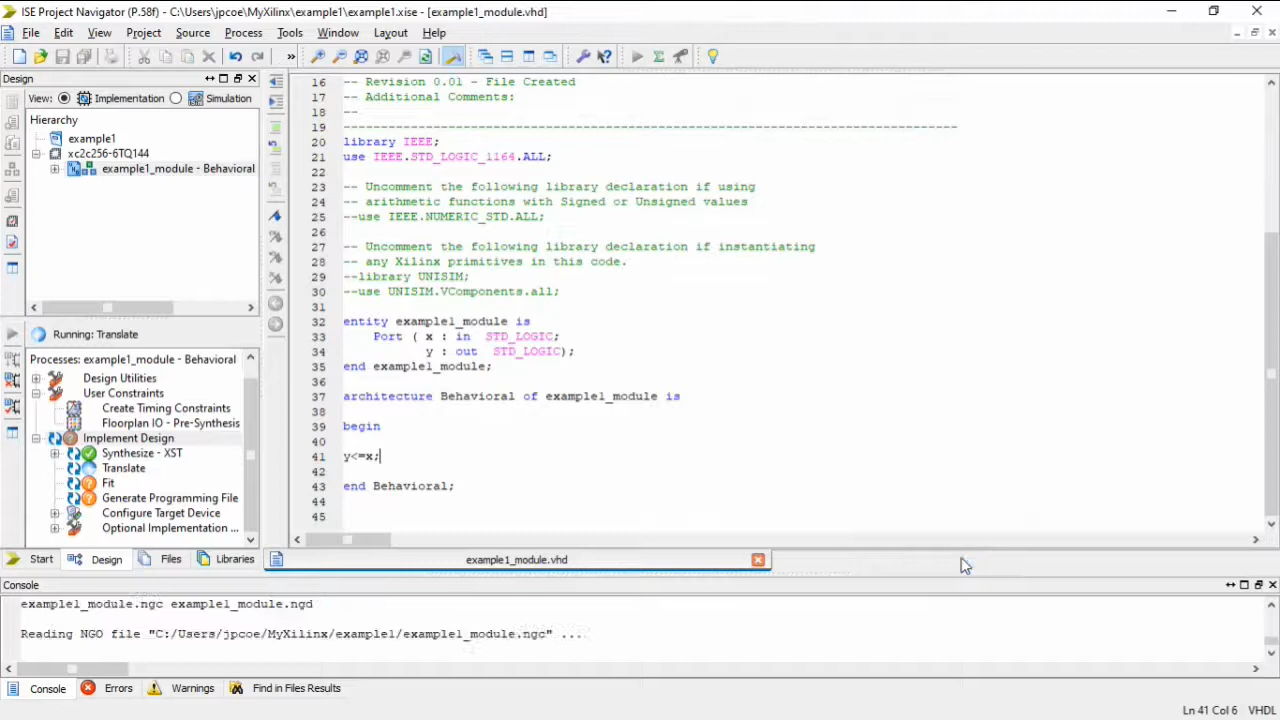 ISE Project Navigator (P.58f) - C:\Users\jpcoe\MyXilinx\example1\example1.xise - [example1_module.vhd]
File Edit View Project Source Process Tools Window Layout Help
»
Design
View: Implementation Simulation
Hierarchy
example1
xc2c256-6TQ144
example1_module - Behavioral
Running: Translate
Processes: example1_module - Behavioral
Design Utilities
User Constraints
Create Timing Constraints
Floorplan IO - Pre-Synthesis
Implement Design
Synthesize - XST
Translate
Fit
Generate Programming File
Configure Target Device
Optional Implementation ...
Start Design Files Libraries
16 -- Revision 0.01 - File Created
17 -- Additional Comments:
18 --
19 ----------------------------------------------------------------------------------
20 library IEEE;
21 use IEEE.STD_LOGIC_1164.ALL;
22
23 -- Uncomment the following library declaration if using
24 -- arithmetic functions with Signed or Unsigned values
25 --use IEEE.NUMERIC_STD.ALL;
26
27 -- Uncomment the following library declaration if instantiating
28 -- any Xilinx primitives in this code.
29 --library UNISIM;
30 --use UNISIM.VComponents.all;
31
32 entity example1_module is
33 Port ( x : in STD_LOGIC;
34 y : out STD_LOGIC);
35 end example1_module;
36
37 architecture Behavioral of example1_module is
38
39 begin
40
41 y<=x;
42
43 end Behavioral;
44
45
example1_module.vhd
Console
example1_module.ngc example1_module.ngd
Reading NGO file "C:/Users/jpcoe/MyXilinx/example1/example1_module.ngc" ...
Console Errors Warnings Find in Files Results
Ln 41 Col 6 VHDL